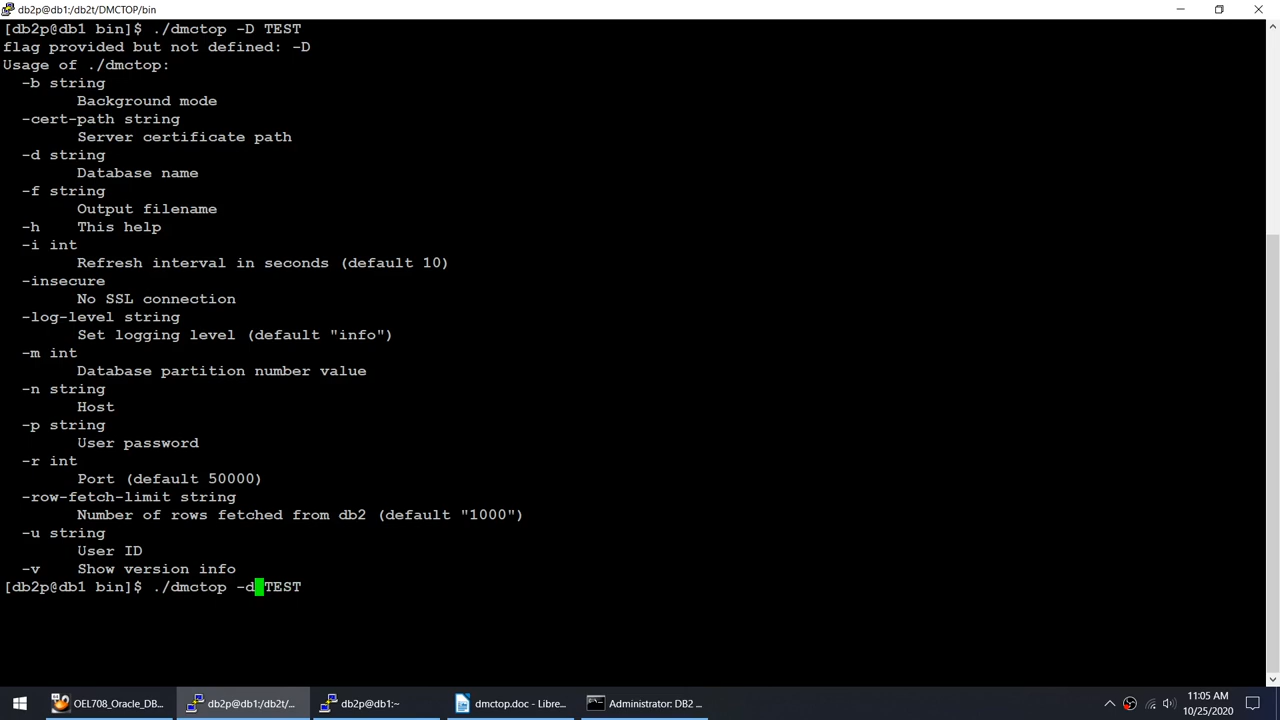 db2p@db1:/db2t/DMCTOP/bin
[db2p@db1 bin]$ ./dmctop -D TEST
flag provided but not defined: -D
Usage of ./dmctop:
  -b string
        Background mode
  -cert-path string
        Server certificate path
  -d string
        Database name
  -f string
        Output filename
  -h    This help
  -i int
        Refresh interval in seconds (default 10)
  -insecure
        No SSL connection
  -log-level string
        Set logging level (default "info")
  -m int
        Database partition number value
  -n string
        Host
  -p string
        User password
  -r int
        Port (default 50000)
  -row-fetch-limit string
        Number of rows fetched from db2 (default "1000")
  -u string
        User ID
  -v    Show version info
[db2p@db1 bin]$ ./dmctop -d TEST
OEL708_Oracle_DB...
db2p@db1:/db2t/...
db2p@db1:~
dmctop.doc - Libre...
Administrator: DB2 ...
11:05 AM
10/25/2020